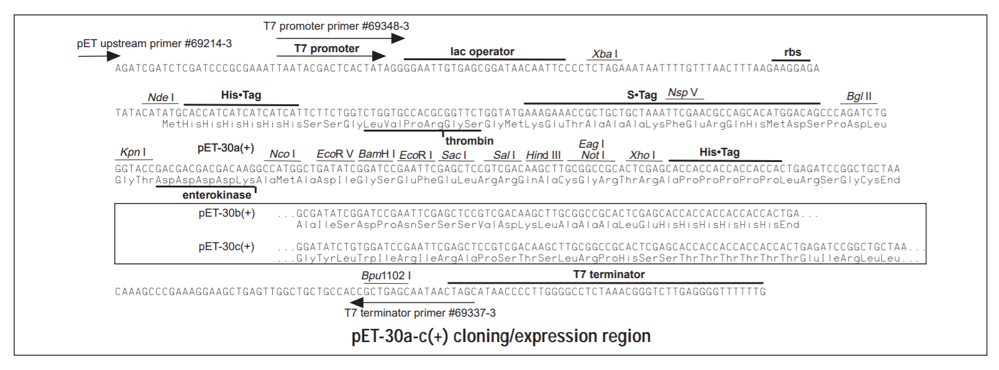 T7 promoter primer #69348-3
pET upstream primer #69214-3
T7 promoter
lac operator
Xba I
rbs
AGATCGATCTCGATCCCGCGAAATTAATACGACTCACTATAGGGGAATTGTGAGCGGATAACAATTCCCCTCTAGAAATAATTTTGTTTAACTTTAAGAAGGAGA
Nde I
His•Tag
S•Tag
Nsp V
Bgl II
TATACATATGCACCATCATCATCATCATTCTTCTGGTCTGGTGCCACGCGGTTCTGGTATGAAAGAAACCGCTGCTGCTAAATTCGAACGCCAGCACATGGACAGCCCAGATCTG
MetHisHisHisHisHisHisSerSerGlyLeuValProArgGlySerGlyMetLysGluThrAlaAlaAlaLysPheGluArgGlnHisMetAspSerProAspLeu
thrombin
Kpn I
pET-30a(+)
Nco I
EcoR V
BamH I
EcoR I
Sac I
Sal I
Hind III
Eag I
Not I
Xho I
His•Tag
GGTACCGACGACGACGACAAGGCCATGGCTGATATCGGATCCGAATTCGAGCTCCGTCGACAAGCTTGCGGCCGCACTCGAGCACCACCACCACCACCACTGAGATCCGGCTGCTAA
GlyThrAspAspAspAspLysAlaMetAlaAspIleGlySerGluPheGluLeuArgArgGlnAlaCysGlyArgThrArgAlaProProProProProLeuArgSerGlyCysEnd
enterokinase
pET-30b(+) ...GCGATATCGGATCCGAATTCGAGCTCCGTCGACAAGCTTGCGGCCGCACTCGAGCACCACCACCACCACCACTGA...
AlaIleSerAspProAsnSerSerSerValAspLysLeuAlaAlaAlaLeuGluHisHisHisHisHisHisEnd
pET-30c(+) ...GGATATCTGTGGATCCGAATTCGAGCTCCGTCGACAAGCTTGCGGCCGCACTCGAGCACCACCACCACCACCACTGAGATCCGGCTGCTAA...
...GlyTyrLeuTrpIleArgIleArgAlaProSerThrSerLeuArgProHisSerSerThrThrThrThrThrThrGluIleArgLeuLeu...
Bpu1102 I
T7 terminator
CAAAGCCCGAAAGGAAGCTGAGTTGGCTGCTGCCACCGCTGAGCAATAACTAGCATAACCCCTTGGGGCCTCTAAACGGGTCTTGAGGGGTTTTTTG
T7 terminator primer #69337-3
pET-30a-c(+) cloning/expression region